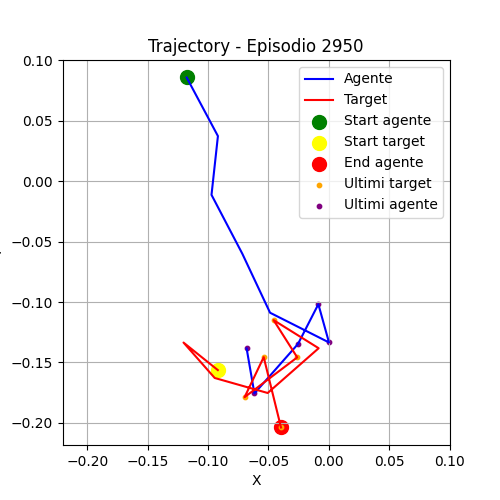 Trajectory - Episodio 2950
Agente
Target
Start agente
Start target
End agente
Ultimi target
Ultimi agente
0.10
0.05
0.00
−0.05
−0.10
−0.15
−0.20
−0.20
−0.15
−0.10
−0.05
0.00
0.05
0.10
X